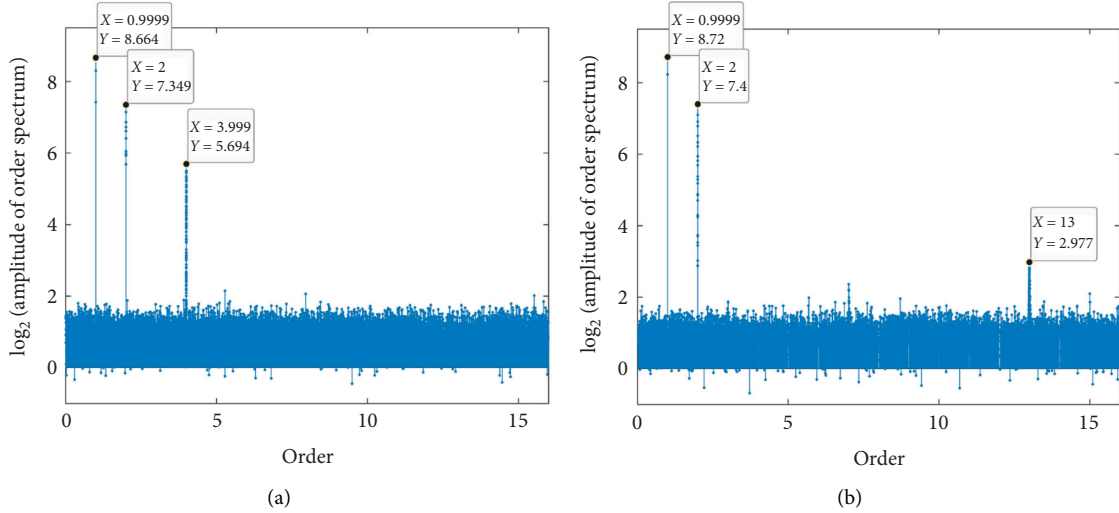 X = 0.9999
Y = 8.664
X = 2
Y = 7.349
X = 3.999
Y = 5.694
8
6
4
2
0
log2 (amplitude of order spectrum)
0
5
10
15
Order
(a)
X = 0.9999
Y = 8.72
X = 2
Y = 7.4
X = 13
Y = 2.977
8
6
4
2
0
log2 (amplitude of order spectrum)
0
5
10
15
Order
(b)